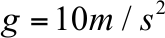 g = 10m / s²